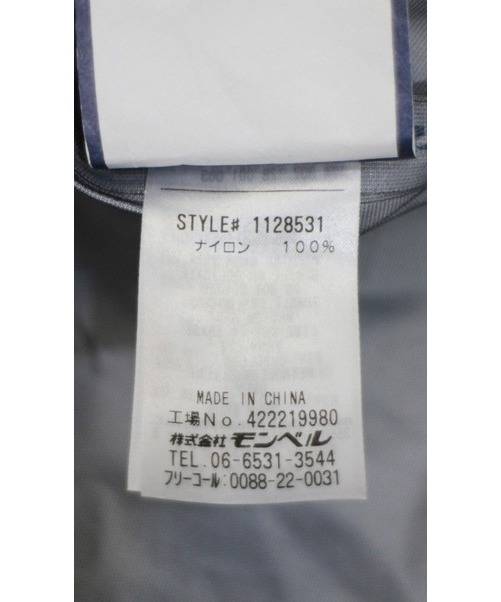 STYLE# 1128531
ナイロン 100%
MADE IN CHINA
工場No. 422219980
株式会社 モンベル
TEL. 06-6531-3544
フリーコール:0088-22-0031